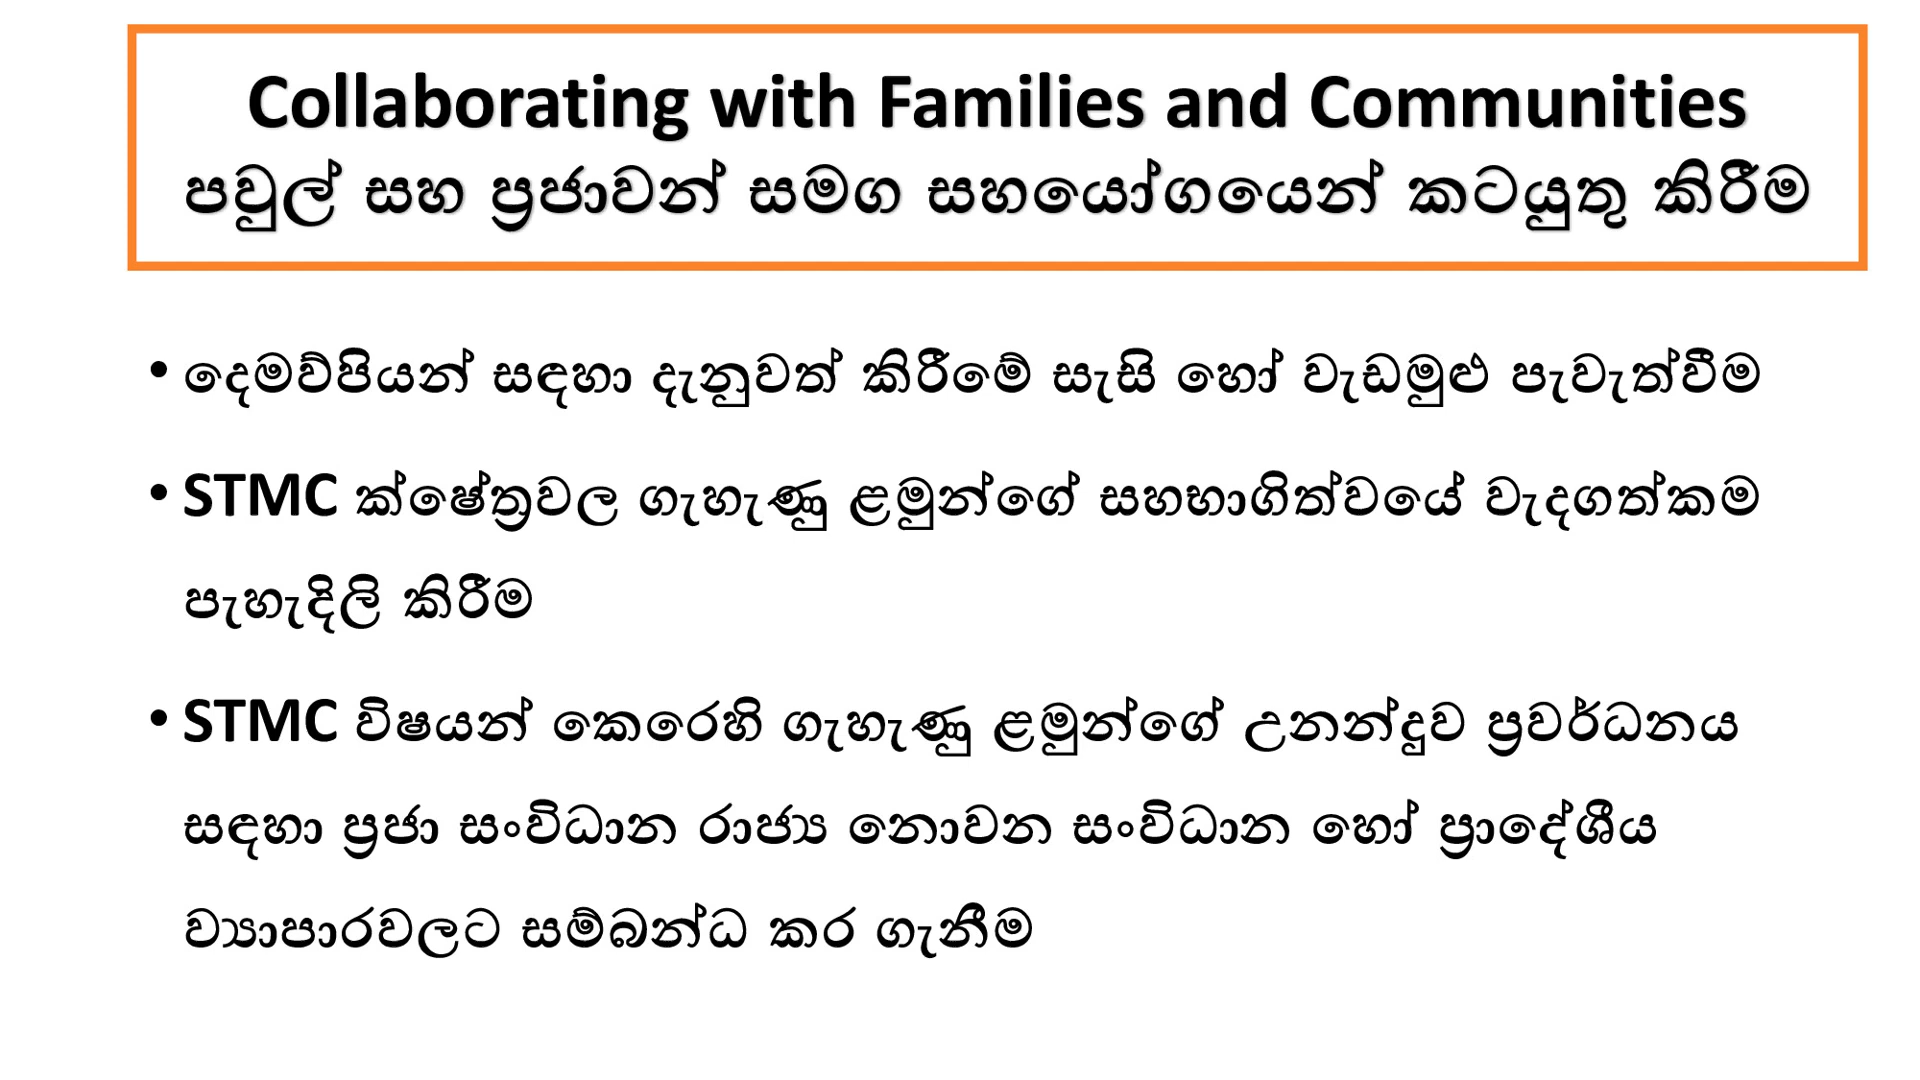 Collaborating with Families and Communities
පවුල් සහ ප්‍රජාවන් සමග සහයෝගයෙන් කටයුතු කිරීම
• දෙමව්පියන් සඳහා දැනුවත් කිරීමේ සැසි හෝ වැඩමුළු පැවැත්වීම
• STMC ක්ෂේත්‍රවල ගැහැණු ළමුන්ගේ සහභාගිත්වයේ වැදගත්කම
පැහැදිලි කිරීම
• STMC විෂයන් කෙරෙහි ගැහැණු ළමුන්ගේ උනන්දුව ප්‍රවර්ධනය
සඳහා ප්‍රජා සංවිධාන රාජ්‍ය නොවන සංවිධාන හෝ ප්‍රාදේශීය
ව්‍යාපාරවලට සම්බන්ධ කර ගැනීම